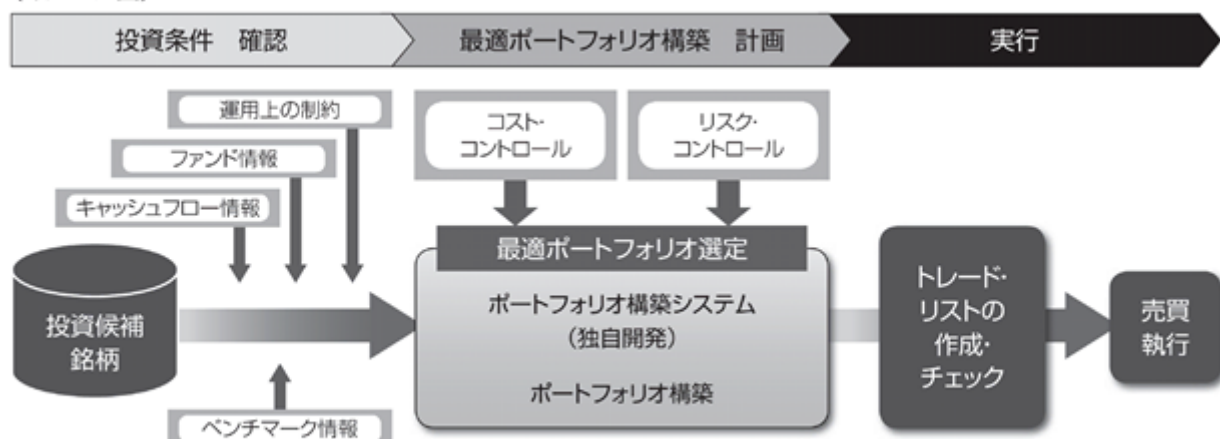 投資条件 確認
最適ポートフォリオ構築 計画
実行
運用上の制約
ファンド情報
キャッシュフロー情報
投資候補
銘柄
ベンチマーク情報
コスト・
コントロール
リスク・
コントロール
最適ポートフォリオ選定
ポートフォリオ構築システム
（独自開発）
ポートフォリオ構築
トレード・
リストの
作成・
チェック
売買
執行